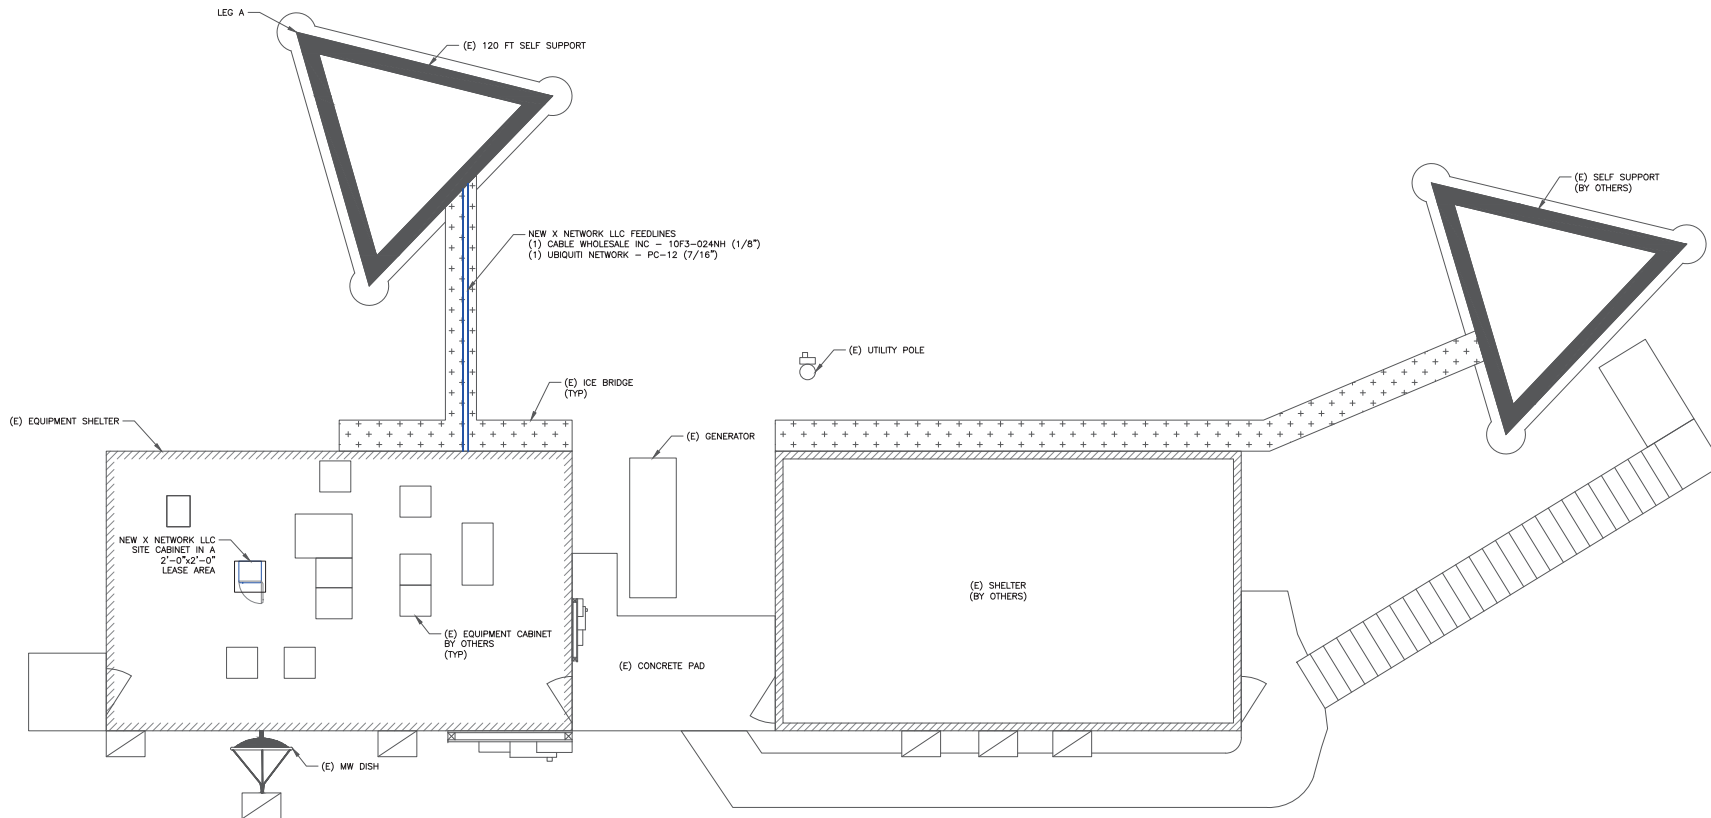 LEG A
(E) 120 FT SELF SUPPORT
(E) SELF SUPPORT
(BY OTHERS)
NEW X NETWORK LLC FEEDLINES
(1) CABLE WHOLESALE INC – 10F3–024NH (1/8")
(1) UBIQUITI NETWORK – PC–12 (7/16")
(E) UTILITY POLE
(E) ICE BRIDGE
(TYP)
(E) EQUIPMENT SHELTER
(E) GENERATOR
NEW X NETWORK LLC
SITE CABINET IN A
2'–0"x2'–0"
LEASE AREA
(E) SHELTER
(BY OTHERS)
(E) EQUIPMENT CABINET
BY OTHERS
(TYP)
(E) CONCRETE PAD
(E) MW DISH